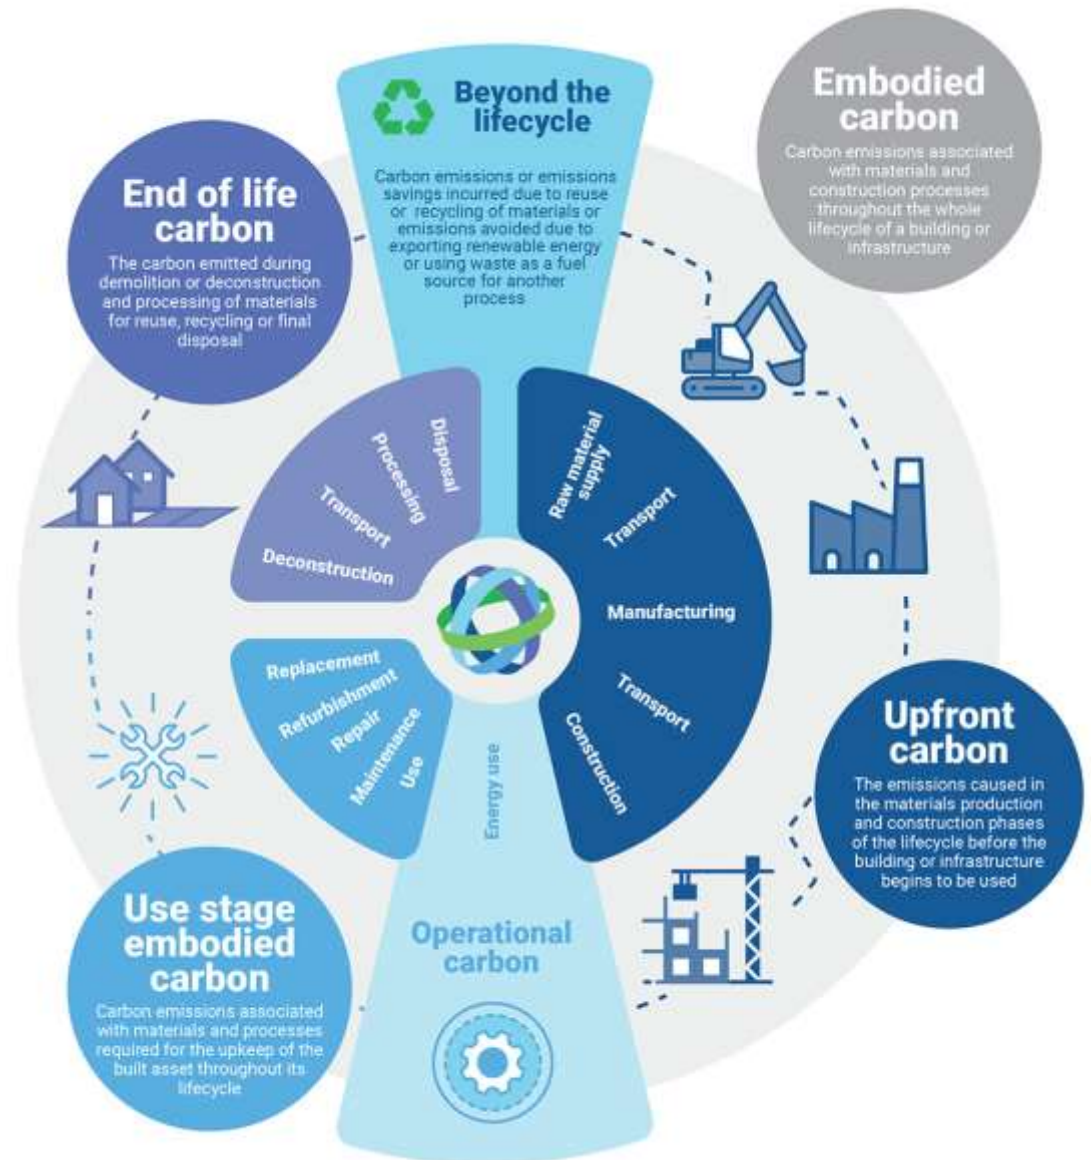 Beyond the
lifecycle
Carbon emissions or emissions
savings incurred due to reuse
or recycling of materials or
emissions avoided due to
exporting renewable energy
or using waste as a fuel
source for another
process
Embodied
carbon
Carbon emissions associated
with materials and
construction processes
throughout the whole
lifecycle of a building or
infrastructure
End of life
carbon
The carbon emitted during
demolition or deconstruction
and processing of materials
for reuse, recycling or final
disposal
Disposal
Processing
Transport
Deconstruction
Raw material
supply
Transport
Manufacturing
Transport
Construction
Replacement
Refurbishment
Repair
Maintenance
Use
Energy use
Upfront
carbon
The emissions caused in
the materials production
and construction phases
of the lifecycle before the
building or infrastructure
begins to be used
Use stage
embodied
carbon
Carbon emissions associated
with materials and processes
required for the upkeep of the
built asset throughout its
lifecycle
Operational
carbon